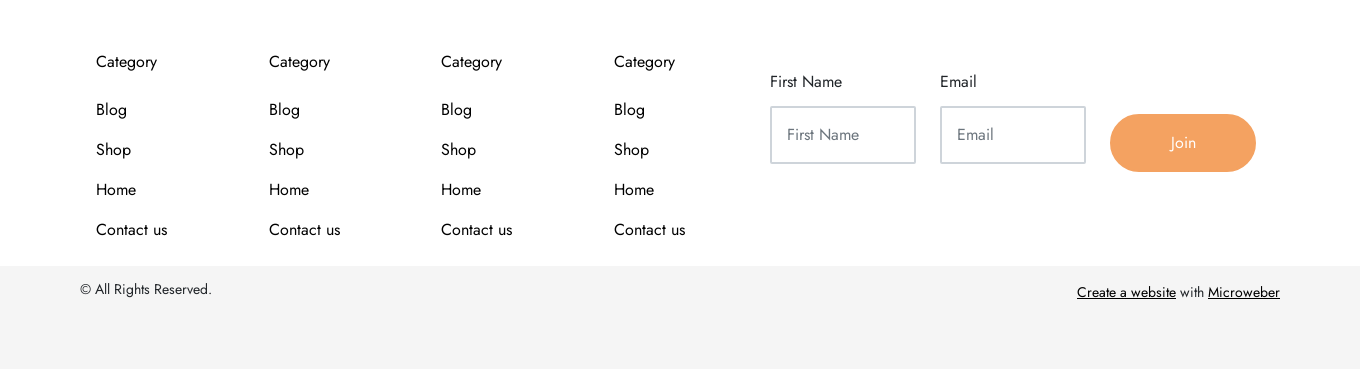 Category
Blog
Shop
Home
Contact us
Category
Blog
Shop
Home
Contact us
Category
Blog
Shop
Home
Contact us
Category
Blog
Shop
Home
Contact us
First Name
First Name
Email
Email
Join
© All Rights Reserved.
Create a website with Microweber